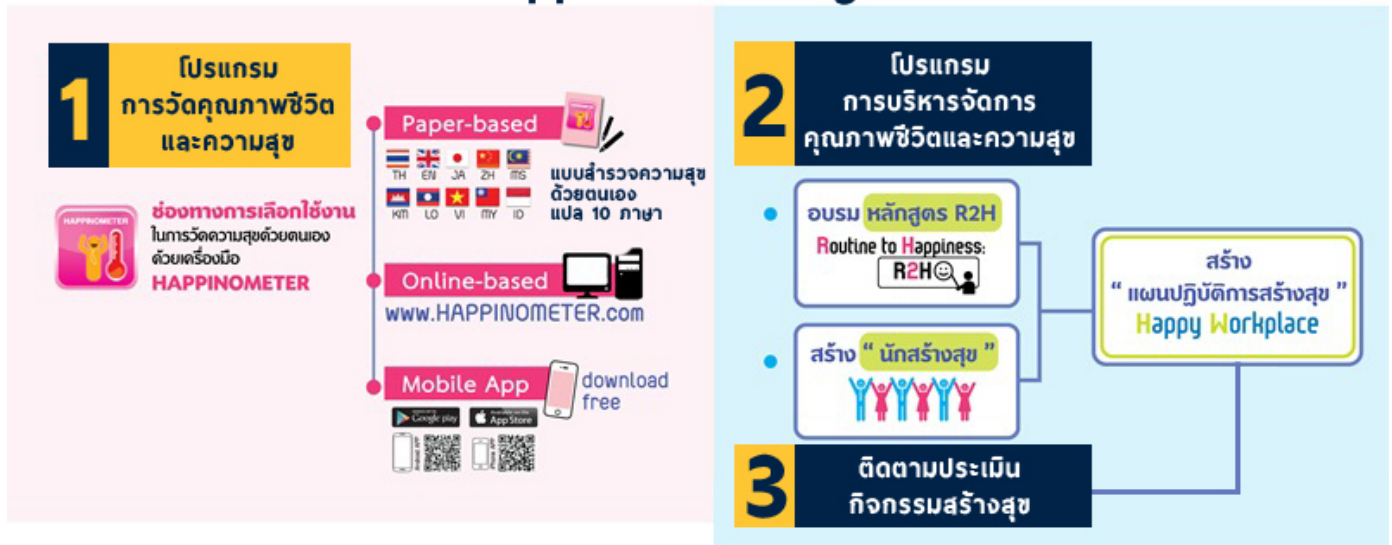 1
โปรแกรม
การวัดคุณภาพชีวิต
และความสุข
HAPPINOMETER
ช่องทางการเลือกใช้งาน
ในการวัดความสุขด้วยตนเอง
ด้วยเครื่องมือ
HAPPINOMETER
Paper-based
TH EN JA ZH MS
KM LO VI MY ID
แบบสำรวจความสุข
ด้วยตนเอง
แปล 10 ภาษา
Online-based
www.HAPPINOMETER.com
Mobile App
download
free
Google play
App Store
Android APP
iPhone APP
2
โปรแกรม
การบริหารจัดการ
คุณภาพชีวิตและความสุข
อบรม หลักสูตร R2H
Routine to Happiness:
R2H
สร้าง “ นักสร้างสุข ”
สร้าง
“ แผนปฏิบัติการสร้างสุข ”
Happy Workplace
3
ติดตามประเมิน
กิจกรรมสร้างสุข